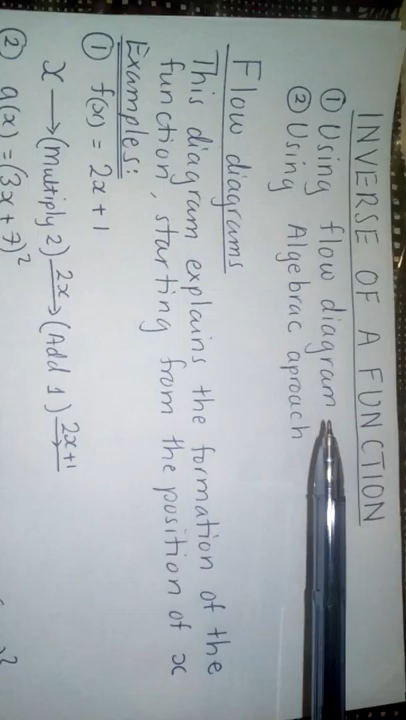 INVERSE OF A FUNCTION
① Using flow diagram
② Using Algebrac aproach
Flow diagrams
This diagram explains the formation of the
function, starting from the position of x
Examples:
① f(x) = 2x + 1
x → (multiply 2) 2x→ (Add 1) 2x+1→
② g(x) = (3x + 7)²